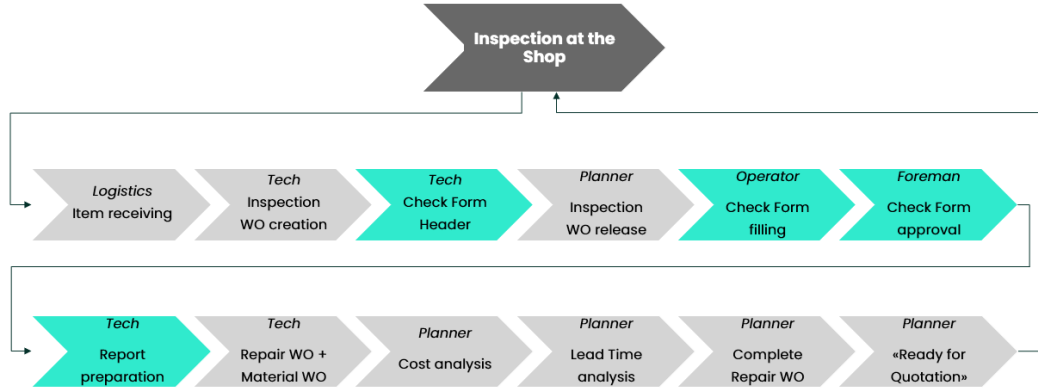 Inspection at the
Shop
Logistics
Item receiving
Tech
Inspection
WO creation
Tech
Check Form
Header
Planner
Inspection
WO release
Operator
Check Form
filling
Foreman
Check Form
approval
Tech
Report
preparation
Tech
Repair WO +
Material WO
Planner
Cost analysis
Planner
Lead Time
analysis
Planner
Complete
Repair WO
Planner
«Ready for
Quotation»